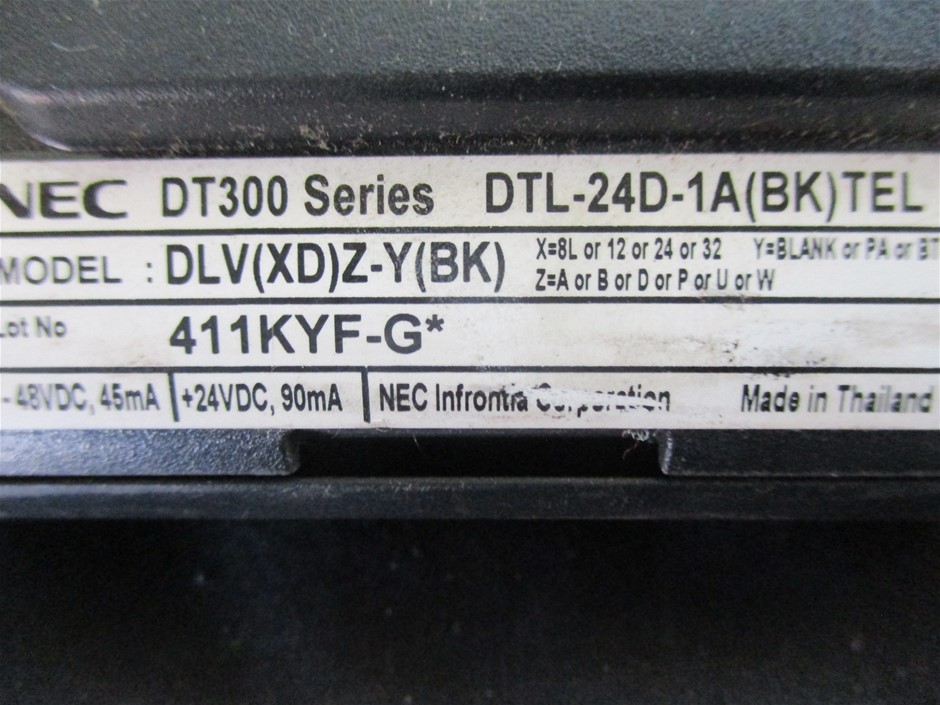 NEC DT300 Series DTL-24D-1A(BK)TEL
MODEL : DLV(XD)Z-Y(BK) X=8L or 12 or 24 or 32 Y=BLANK or PA or BT
Z=A or B or D or P or U or W
Lot No 411KYF-G*
-48VDC, 45mA +24VDC, 90mA NEC Infrontia Corporation Made in Thailand